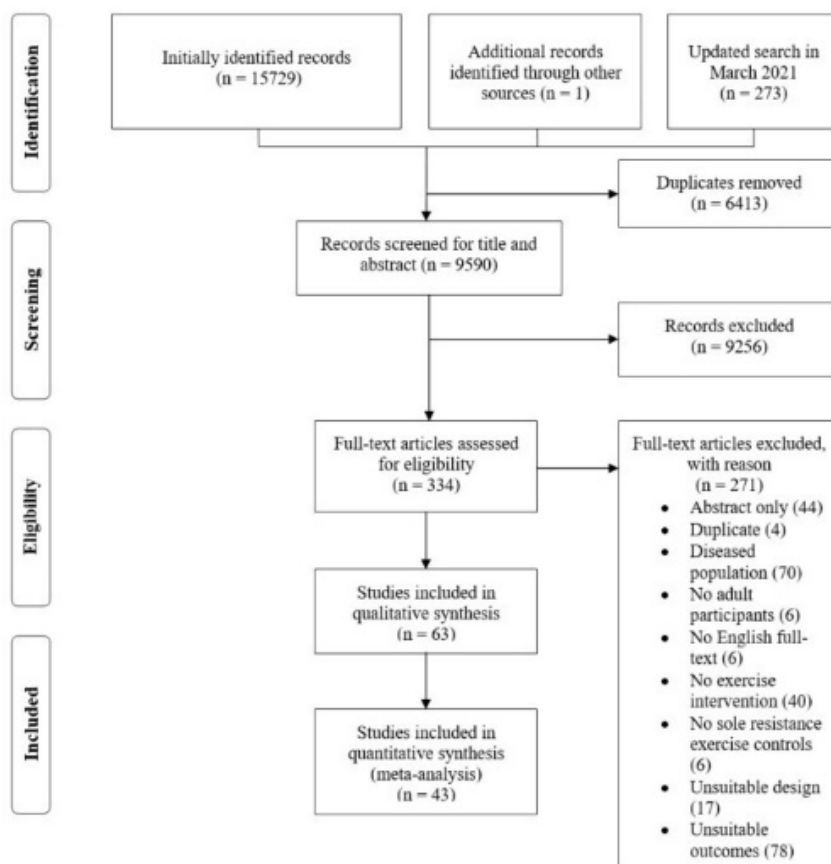 Identification
Initially identified records
(n = 15729)
Additional records
identified through other
sources (n = 1)
Updated search in
March 2021
(n = 273)
Duplicates removed
(n = 6413)
Screening
Records screened for title and
abstract (n = 9590)
Records excluded
(n = 9256)
Eligibility
Full-text articles assessed
for eligibility
(n = 334)
Full-text articles excluded,
with reason
(n = 271)
• Abstract only (44)
• Duplicate (4)
• Diseased
population (70)
• No adult
participants (6)
• No English full-
text (6)
• No exercise
intervention (40)
• No sole resistance
exercise controls
(6)
• Unsuitable design
(17)
• Unsuitable
outcomes (78)
Studies included in
qualitative synthesis
n = 63)
Included
Studies included in
quantitative synthesis
(meta-analysis)
n = 43)